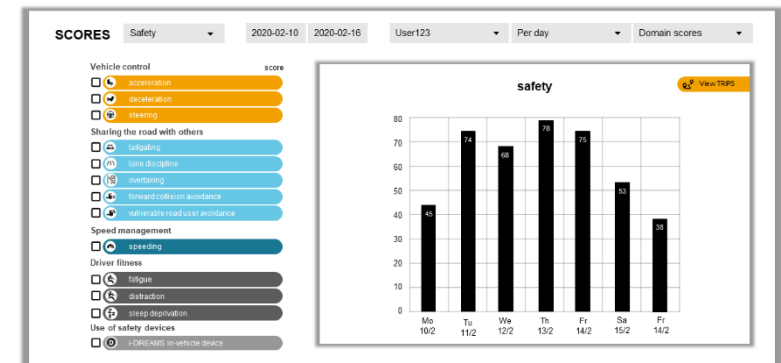 SCORES Safety 2020-02-10 2020-02-16 User123 Per day Domain scores
Vehicle control score
acceleration
deceleration
steering
Sharing the road with others
tailgating
lane discipline
overtaking
forward collision avoidance
vulnerable road user avoidance
Speed management
speeding
Driver fitness
fatigue
distraction
sleep deprivation
Use of safety devices
i-DREAMS in-vehicle device
safety
View TRIPS
80
70
60
50
40
30
20
10
0
45
74
68
78
75
53
38
Mo Tu We Th Fr Sa Fr
10/2 11/2 12/2 13/2 14/2 15/2 14/2